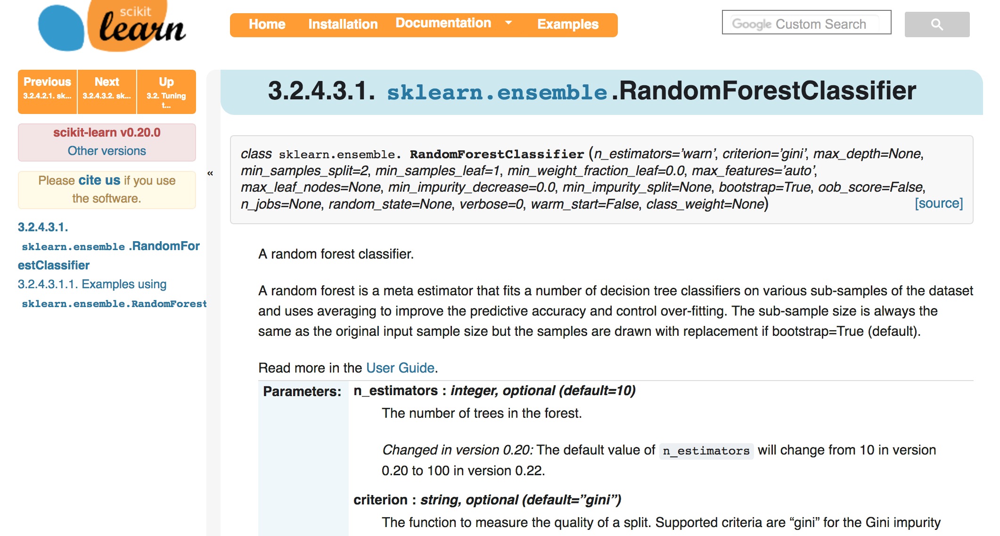 scikit
learn
Home Installation Documentation Examples
Google Custom Search
Previous Next Up
3.2.4.2.1. sk... 3.2.4.3.2. sk... 3.2. Tuning
t...
scikit-learn v0.20.0
Other versions
Please cite us if you use
the software.
3.2.4.3.1.
sklearn.ensemble .RandomFor
estClassifier
3.2.4.3.1.1. Examples using
sklearn.ensemble.RandomForest
«
3.2.4.3.1. sklearn.ensemble.RandomForestClassifier
class sklearn.ensemble. RandomForestClassifier (n_estimators=’warn’, criterion=’gini’, max_depth=None,
min_samples_split=2, min_samples_leaf=1, min_weight_fraction_leaf=0.0, max_features=’auto’,
max_leaf_nodes=None, min_impurity_decrease=0.0, min_impurity_split=None, bootstrap=True, oob_score=False,
n_jobs=None, random_state=None, verbose=0, warm_start=False, class_weight=None) [source]
A random forest classifier.
A random forest is a meta estimator that fits a number of decision tree classifiers on various sub-samples of the dataset
and uses averaging to improve the predictive accuracy and control over-fitting. The sub-sample size is always the
same as the original input sample size but the samples are drawn with replacement if bootstrap=True (default).
Read more in the User Guide.
Parameters: n_estimators : integer, optional (default=10)
The number of trees in the forest.
Changed in version 0.20: The default value of n_estimators will change from 10 in version
0.20 to 100 in version 0.22.
criterion : string, optional (default=”gini”)
The function to measure the quality of a split. Supported criteria are “gini” for the Gini impurity